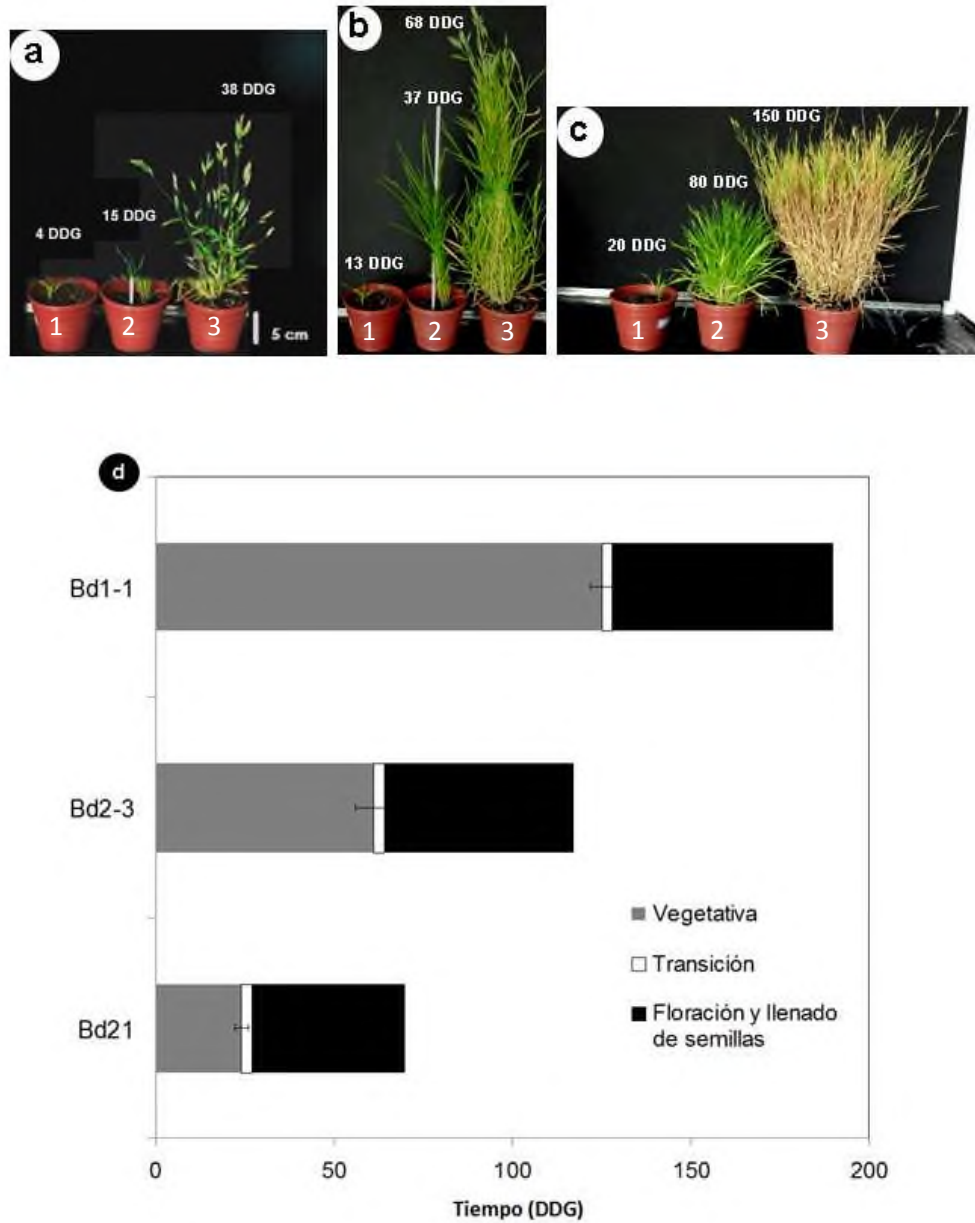 a
38 DDG
15 DDG
4 DDG
1
2
3
5 cm
b
68 DDG
37 DDG
13 DDG
1
2
3
c
150 DDG
80 DDG
20 DDG
1
2
3
d
Bd1-1
Bd2-3
Bd21
Vegetativa
Transición
Floración y llenado
de semillas
0
50
100
150
200
Tiempo (DDG)